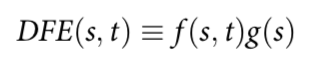 DFE(s, t) ≡ f(s, t)g(s)